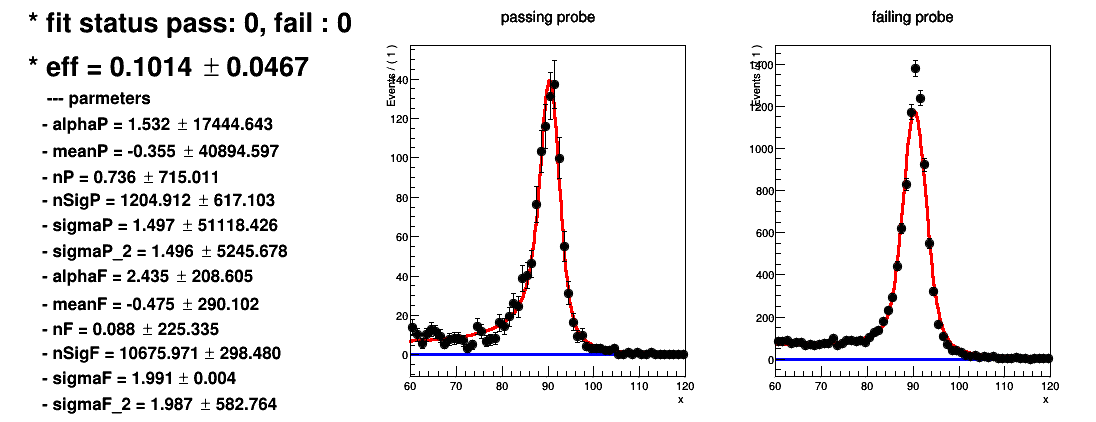 * fit status pass: 0, fail : 0
* eff = 0.1014 ± 0.0467
--- parmeters
- alphaP = 1.532 ± 17444.643
- meanP = -0.355 ± 40894.597
- nP = 0.736 ± 715.011
- nSigP = 1204.912 ± 617.103
- sigmaP = 1.497 ± 51118.426
- sigmaP_2 = 1.496 ± 5245.678
- alphaF = 2.435 ± 208.605
- meanF = -0.475 ± 290.102
- nF = 0.088 ± 225.335
- nSigF = 10675.971 ± 298.480
- sigmaF = 1.991 ± 0.004
- sigmaF_2 = 1.987 ± 582.764
passing probe
Events / ( 1 )
140
120
100
80
60
40
20
0
60 70 80 90 100 110 120
x
failing probe
Events / ( 1 )
1400
1200
1000
800
600
400
200
0
60 70 80 90 100 110 120
x